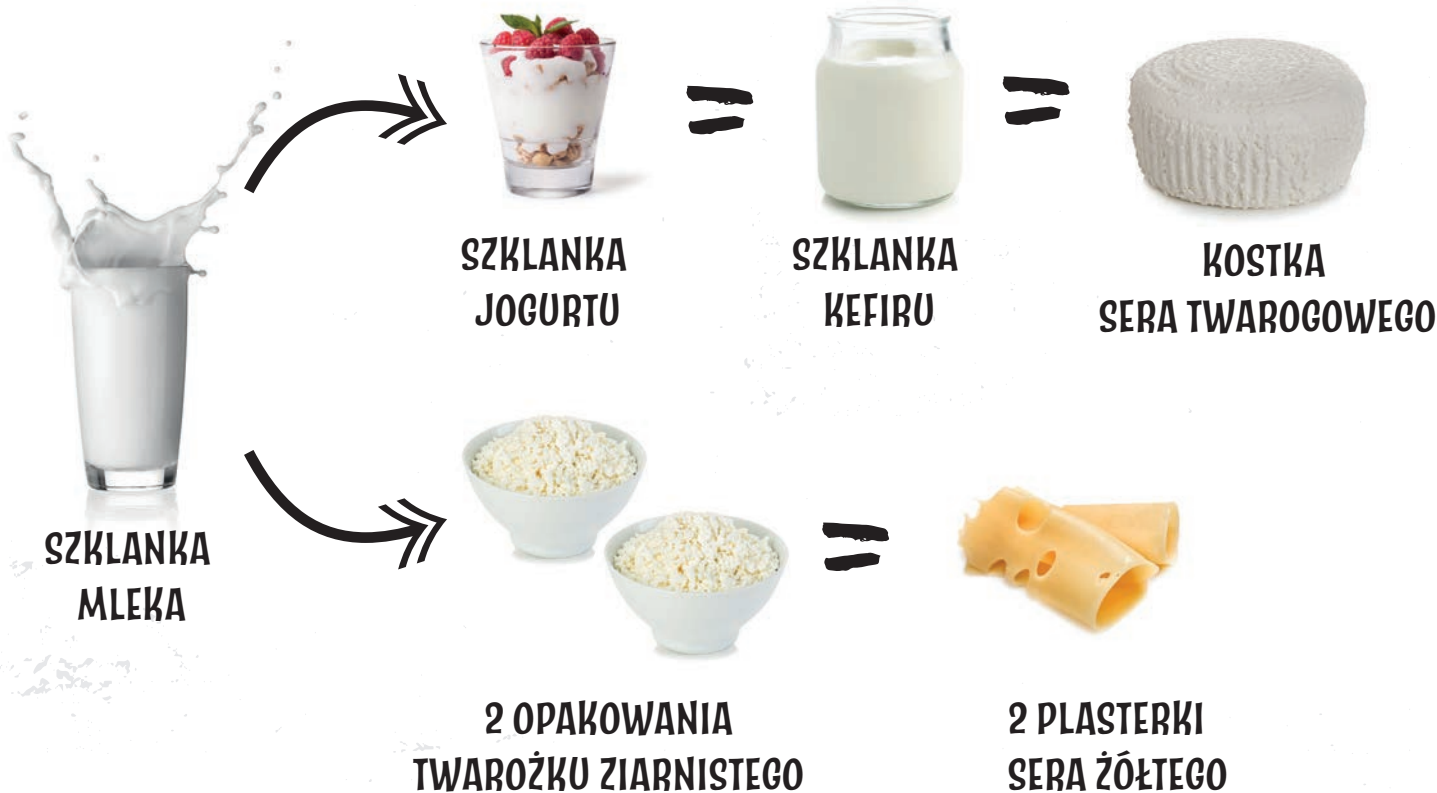 SZKLANKA
JOGURTU
SZKLANKA
KEFIRU
KOSTKA
SERA TWAROGOWEGO
SZKLANKA
MLEKA
2 OPAKOWANIA
TWAROŻKU ZIARNISTEGO
2 PLASTERKI
SERA ŻÓŁTEGO